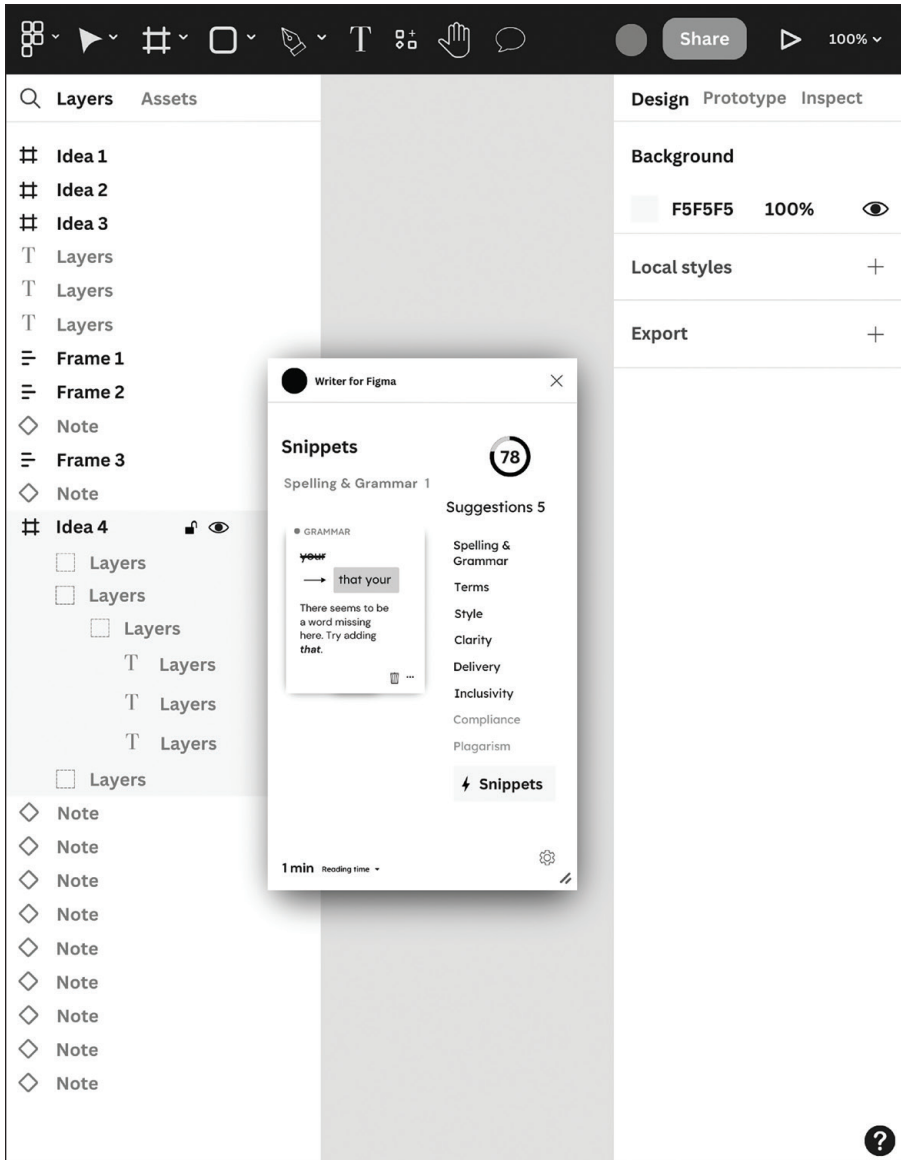 T
Share
100%
Layers Assets
Idea 1
Idea 2
Idea 3
T Layers
T Layers
T Layers
Frame 1
Frame 2
Note
Frame 3
Note
Idea 4
Layers
Layers
Layers
T Layers
T Layers
T Layers
Layers
Note
Note
Note
Note
Note
Note
Note
Note
Note
Writer for Figma
Snippets
Spelling & Grammar 1
GRAMMAR
your
that your
There seems to be
a word missing
here. Try adding
that.
1 min Reading time
78
Suggestions 5
Spelling &
Grammar
Terms
Style
Clarity
Delivery
Inclusivity
Compliance
Plagarism
Snippets
Design Prototype Inspect
Background
F5F5F5 100%
Local styles
Export
?